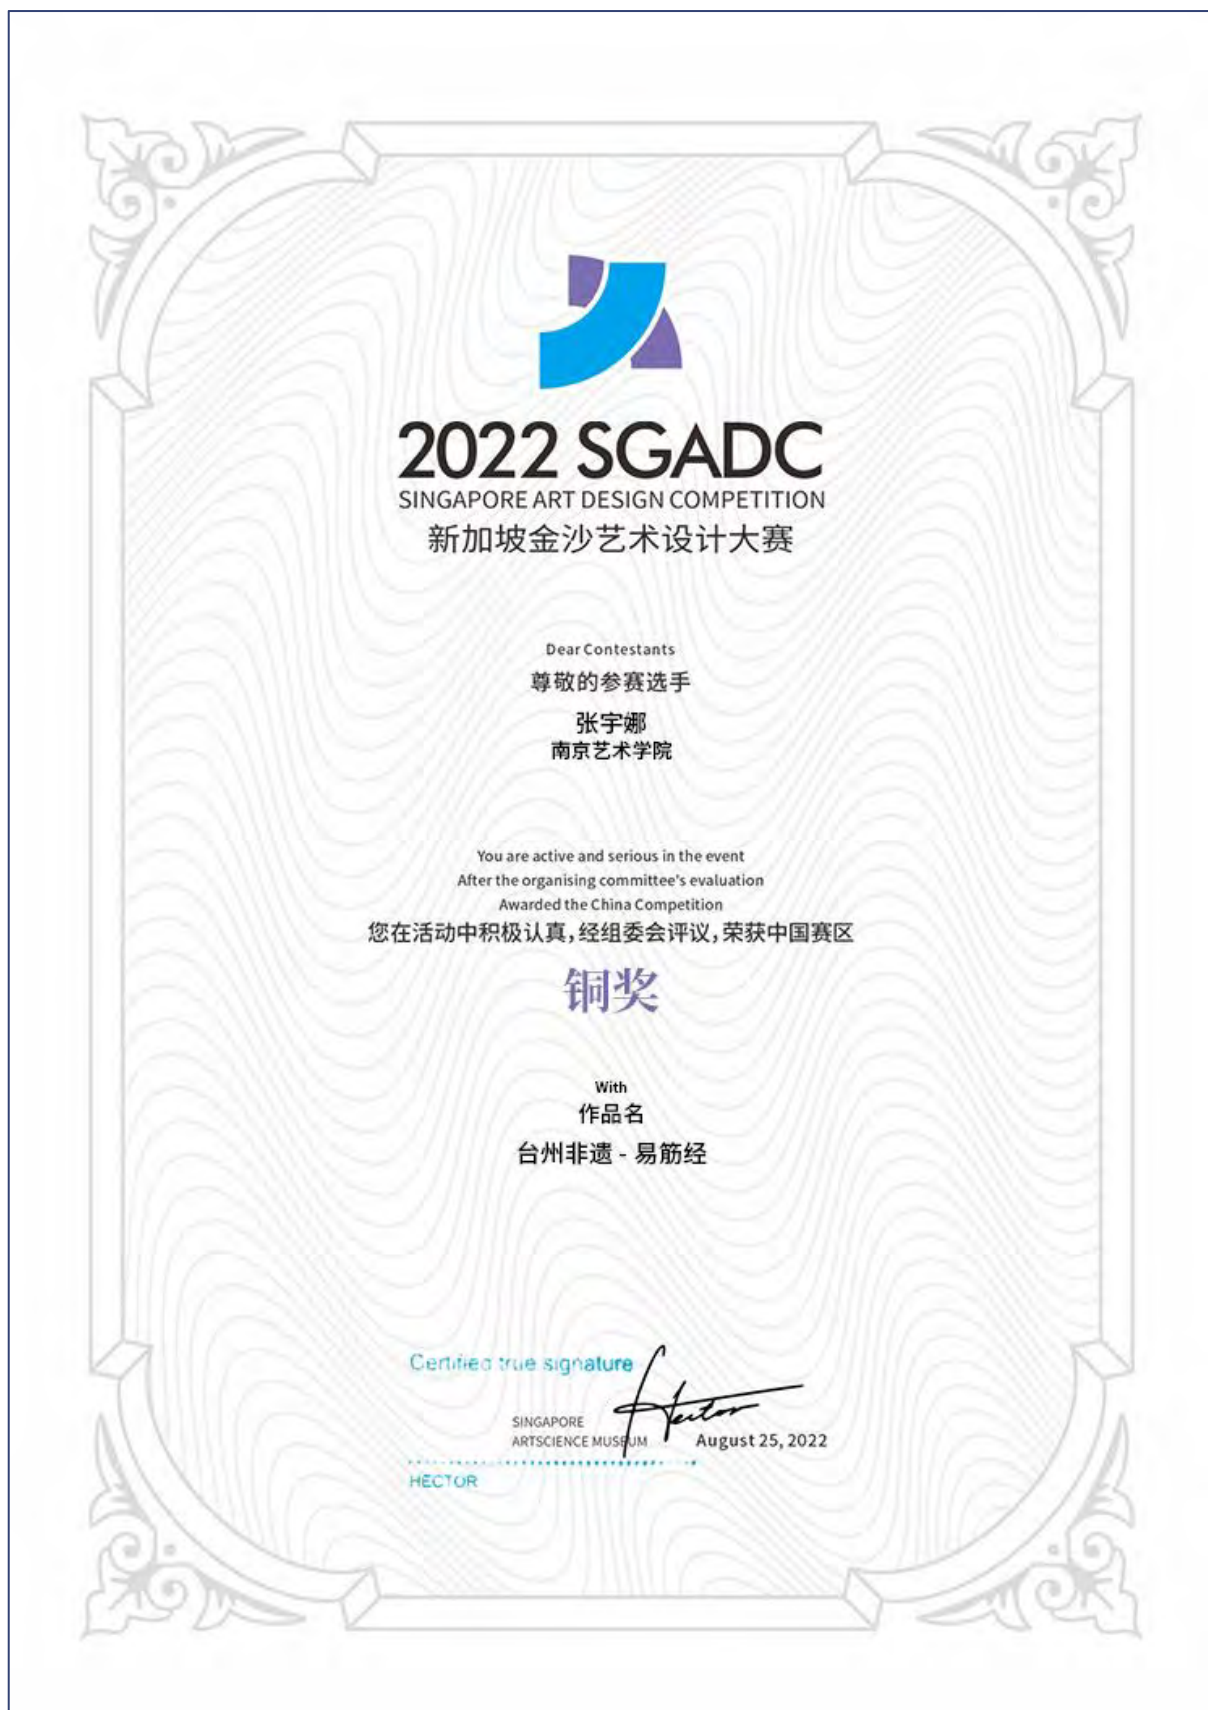 2022 SGADC
SINGAPORE ART DESIGN COMPETITION
新加坡金沙艺术设计大赛
Dear Contestants
尊敬的参赛选手
张宇娜
南京艺术学院
You are active and serious in the event
After the organising committee's evaluation
Awarded the China Competition
您在活动中积极认真，经组委会评议，荣获中国赛区
铜奖
With
作品名
台州非遗 - 易筋经
Certified true signature
Hector
SINGAPORE
ARTSCIENCE MUSEUM
August 25, 2022
HECTOR